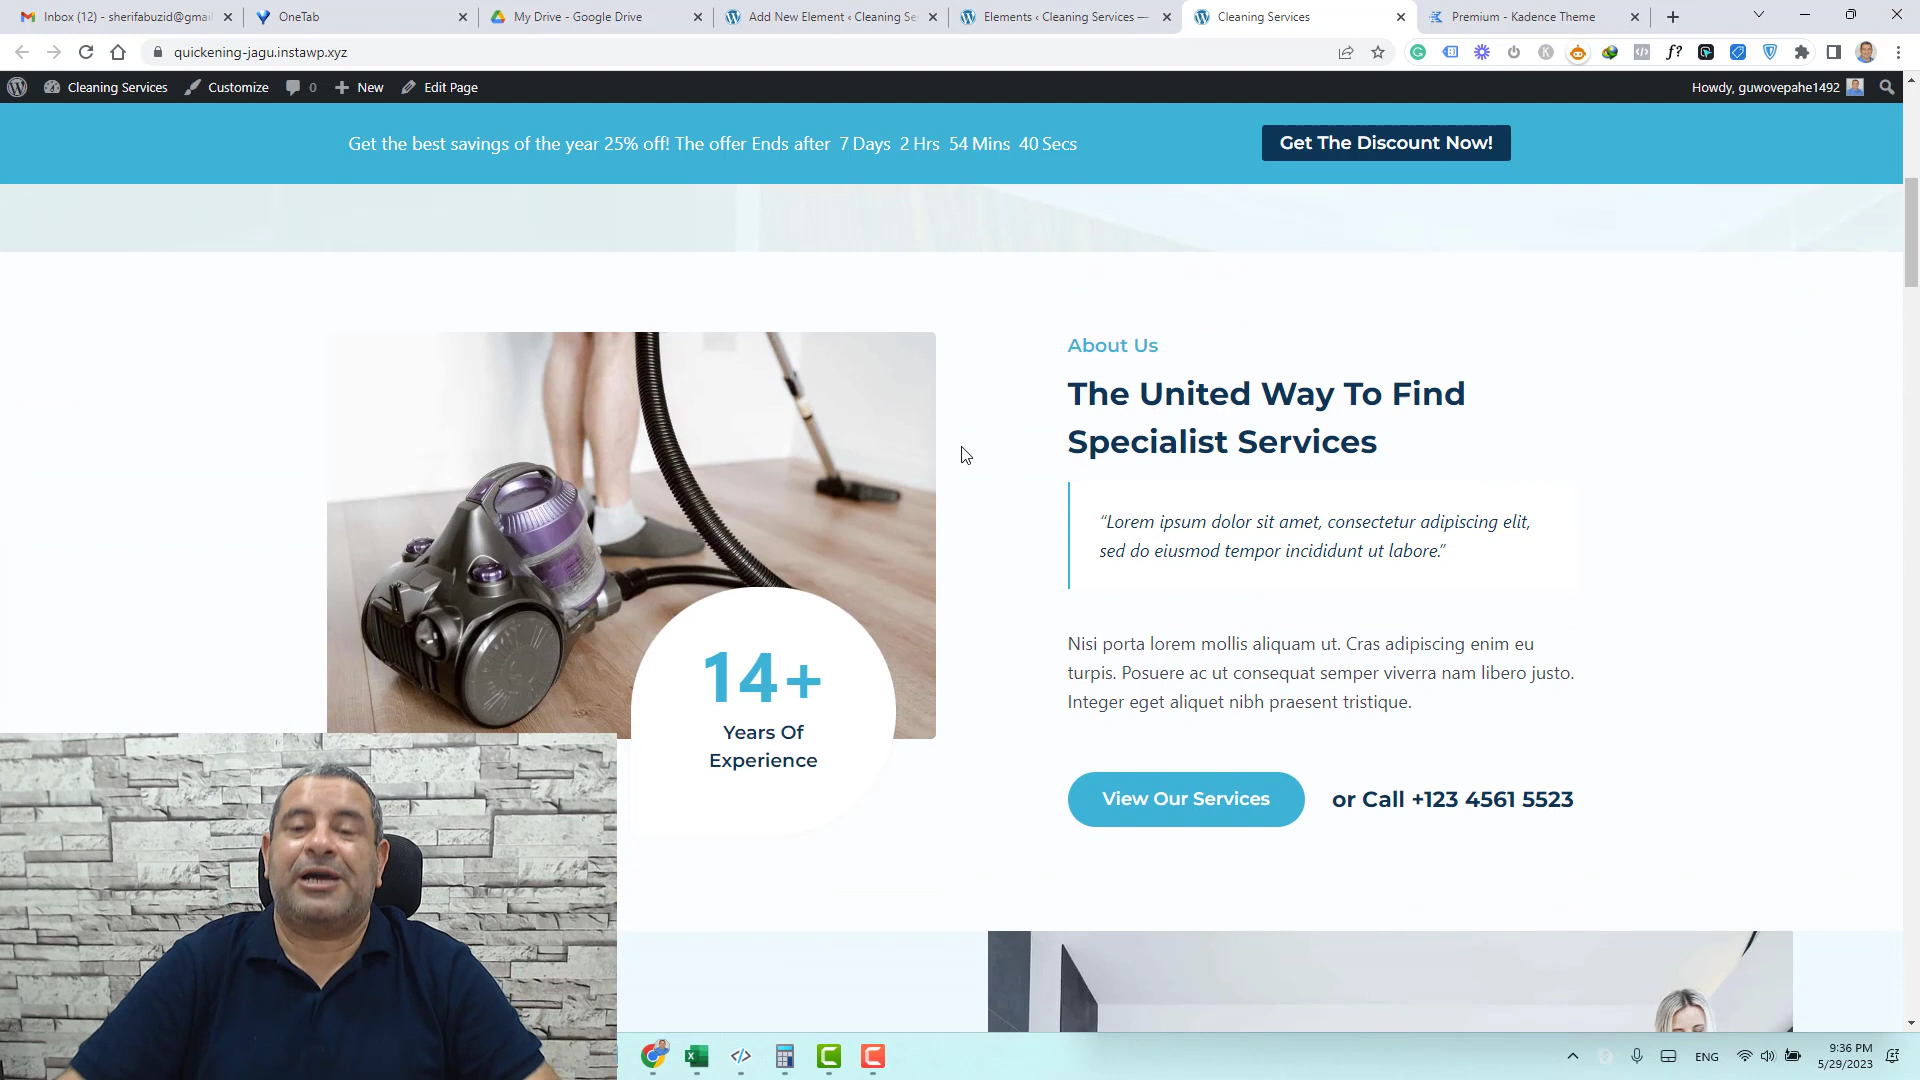 Inbox (12) - sherifabuzid@gmai
OneTab
My Drive - Google Drive
Add New Element ‹ Cleaning Se
Elements ‹ Cleaning Services —
Cleaning Services
Premium - Kadence Theme
quickening-jagu.instawp.xyz
Cleaning Services
Customize
0
New
Edit Page
Howdy, guwovepahe1492
Get the best savings of the year 25% off! The offer Ends after 7 Days 2 Hrs 54 Mins 40 Secs
Get The Discount Now!
About Us
The United Way To Find
Specialist Services
“Lorem ipsum dolor sit amet, consectetur adipiscing elit,
sed do eiusmod tempor incididunt ut labore.”
14+
Years Of
Experience
Nisi porta lorem mollis aliquam ut. Cras adipiscing enim eu
turpis. Posuere ac ut consequat semper viverra nam libero justo.
Integer eget aliquet nibh praesent tristique.
View Our Services
or Call +123 4561 5523
ENG
9:36 PM
5/29/2023